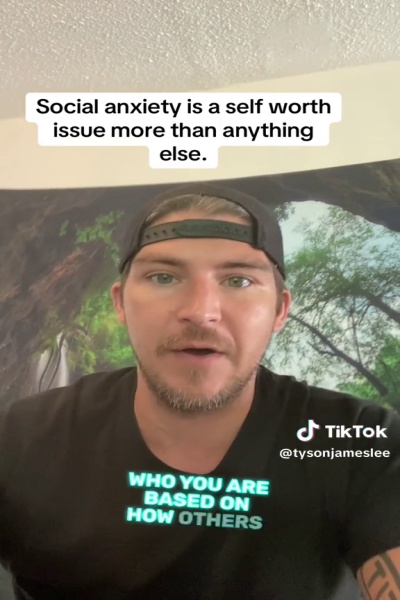 Social anxiety is a self worth
issue more than anything
else.
TikTok
@tysonjameslee
WHO YOU ARE
BASED ON
HOW OTHERS